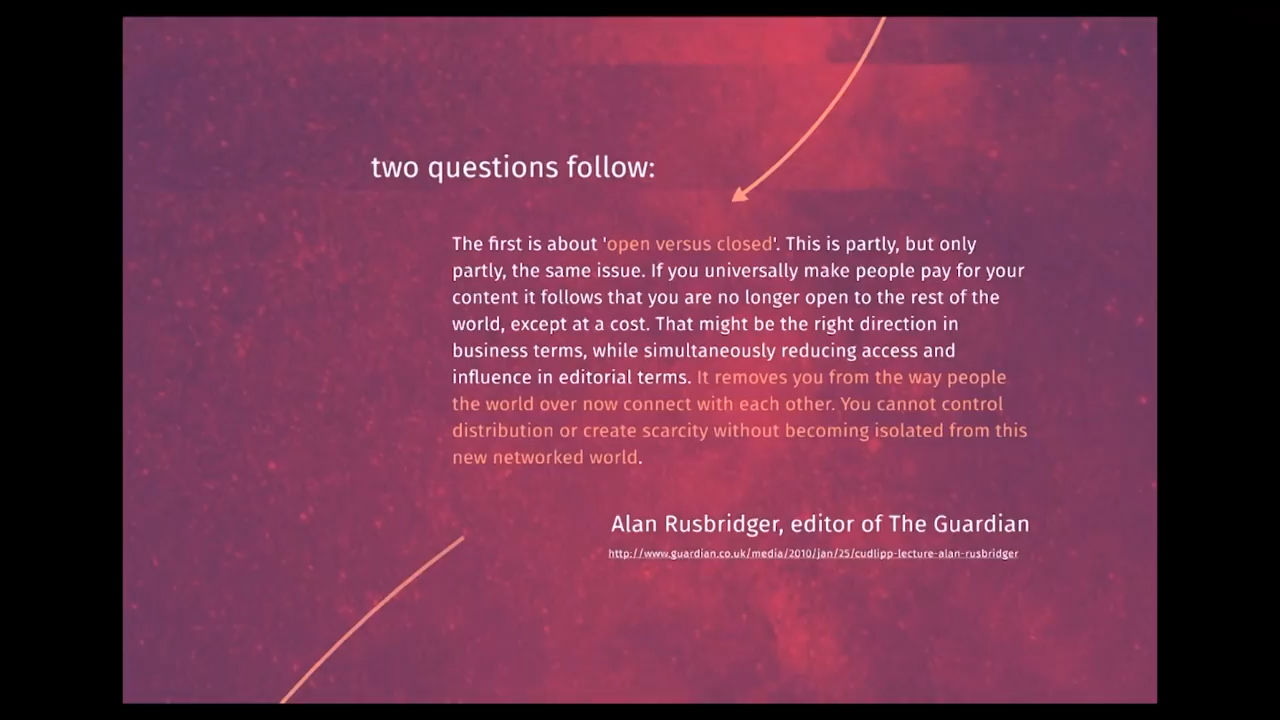 two questions follow:
The first is about 'open versus closed'. This is partly, but only
partly, the same issue. If you universally make people pay for your
content it follows that you are no longer open to the rest of the
world, except at a cost. That might be the right direction in
business terms, while simultaneously reducing access and
influence in editorial terms. It removes you from the way people
the world over now connect with each other. You cannot control
distribution or create scarcity without becoming isolated from this
new networked world.
Alan Rusbridger, editor of The Guardian
http://www.guardian.co.uk/media/2010/jan/25/cudlipp-lecture-alan-rusbridger